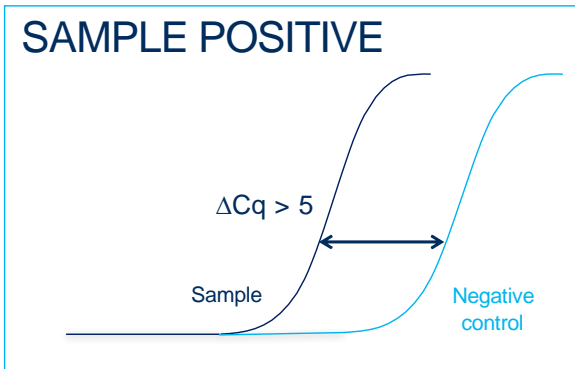 SAMPLE POSITIVE
ΔCq > 5
Sample
Negative
control